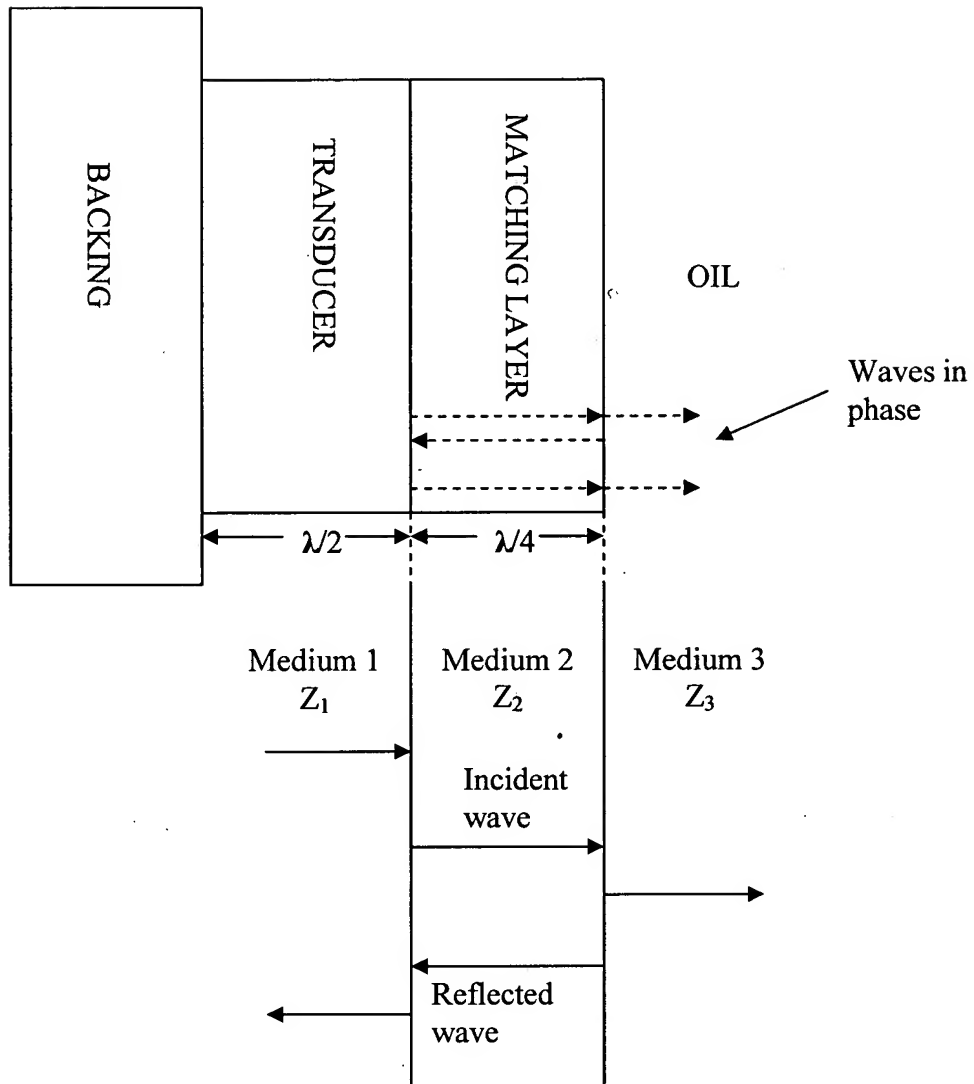 BACKING
TRANSDUCER
MATCHING LAYER
OIL
Waves in
phase
λ/2
λ/4
Medium 1
Z₁
Medium 2
Z₂
Medium 3
Z₃
Incident
wave
Reflected
wave